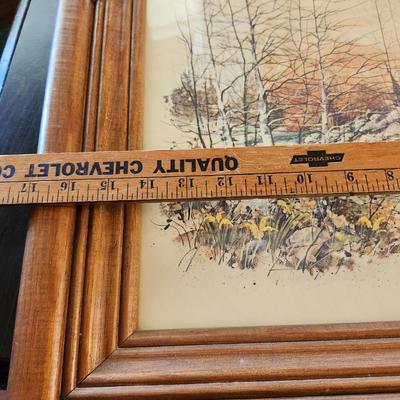 QUALITY CHEVROLET CO
CHEVROLET
17 16 15 14 13 12 11 10 9 8